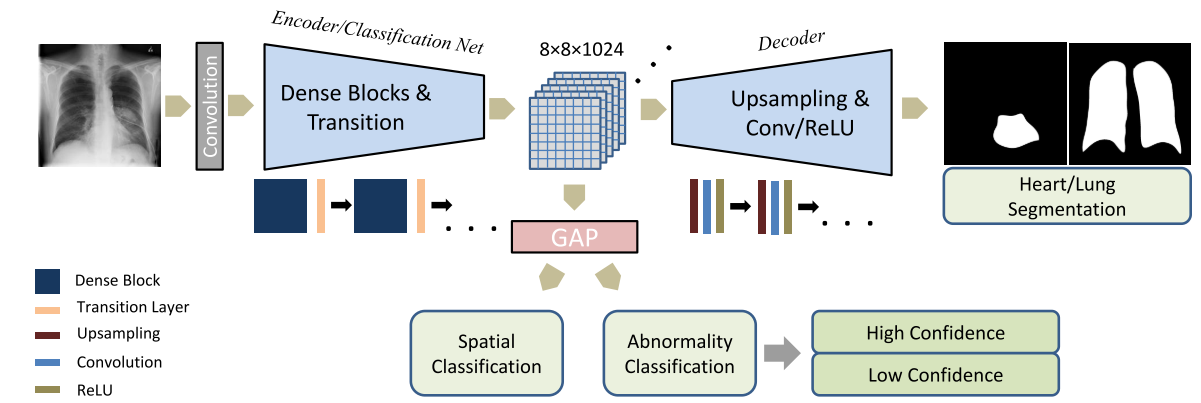 Encoder/Classification Net
8×8×1024
Decoder
Convolution
Dense Blocks &
Transition
Upsampling &
Conv/ReLU
Heart/Lung
Segmentation
GAP
Dense Block
Transition Layer
Upsampling
Convolution
ReLU
Spatial
Classification
Abnormality
Classification
High Confidence
Low Confidence